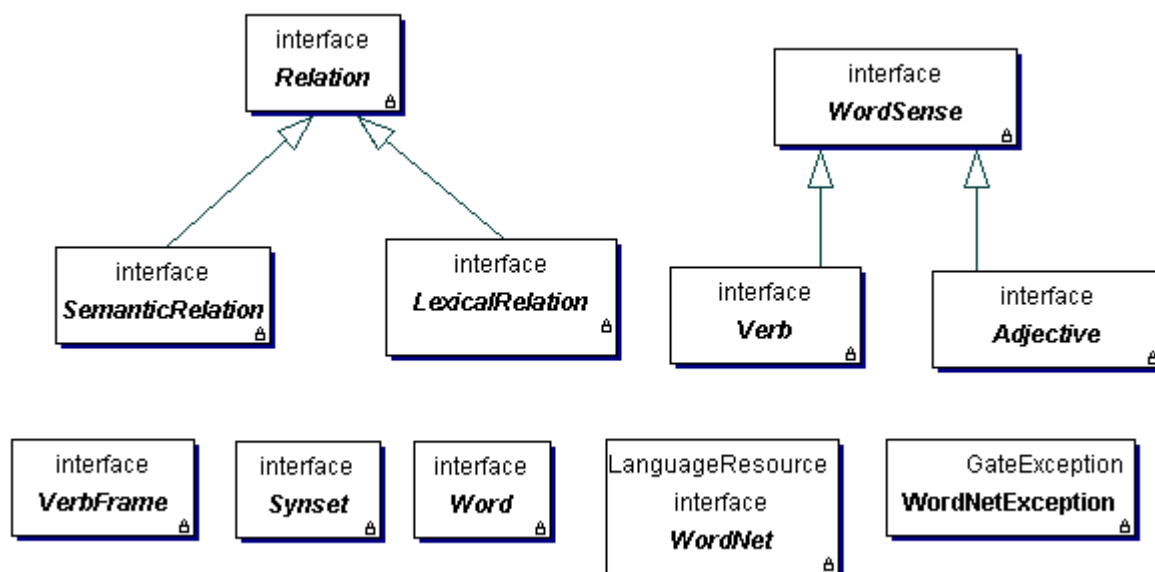 interface
Relation
interface
WordSense
interface
SemanticRelation
interface
LexicalRelation
interface
Verb
interface
Adjective
interface
VerbFrame
interface
Synset
interface
Word
LanguageResource
interface
WordNet
GateException
WordNetException